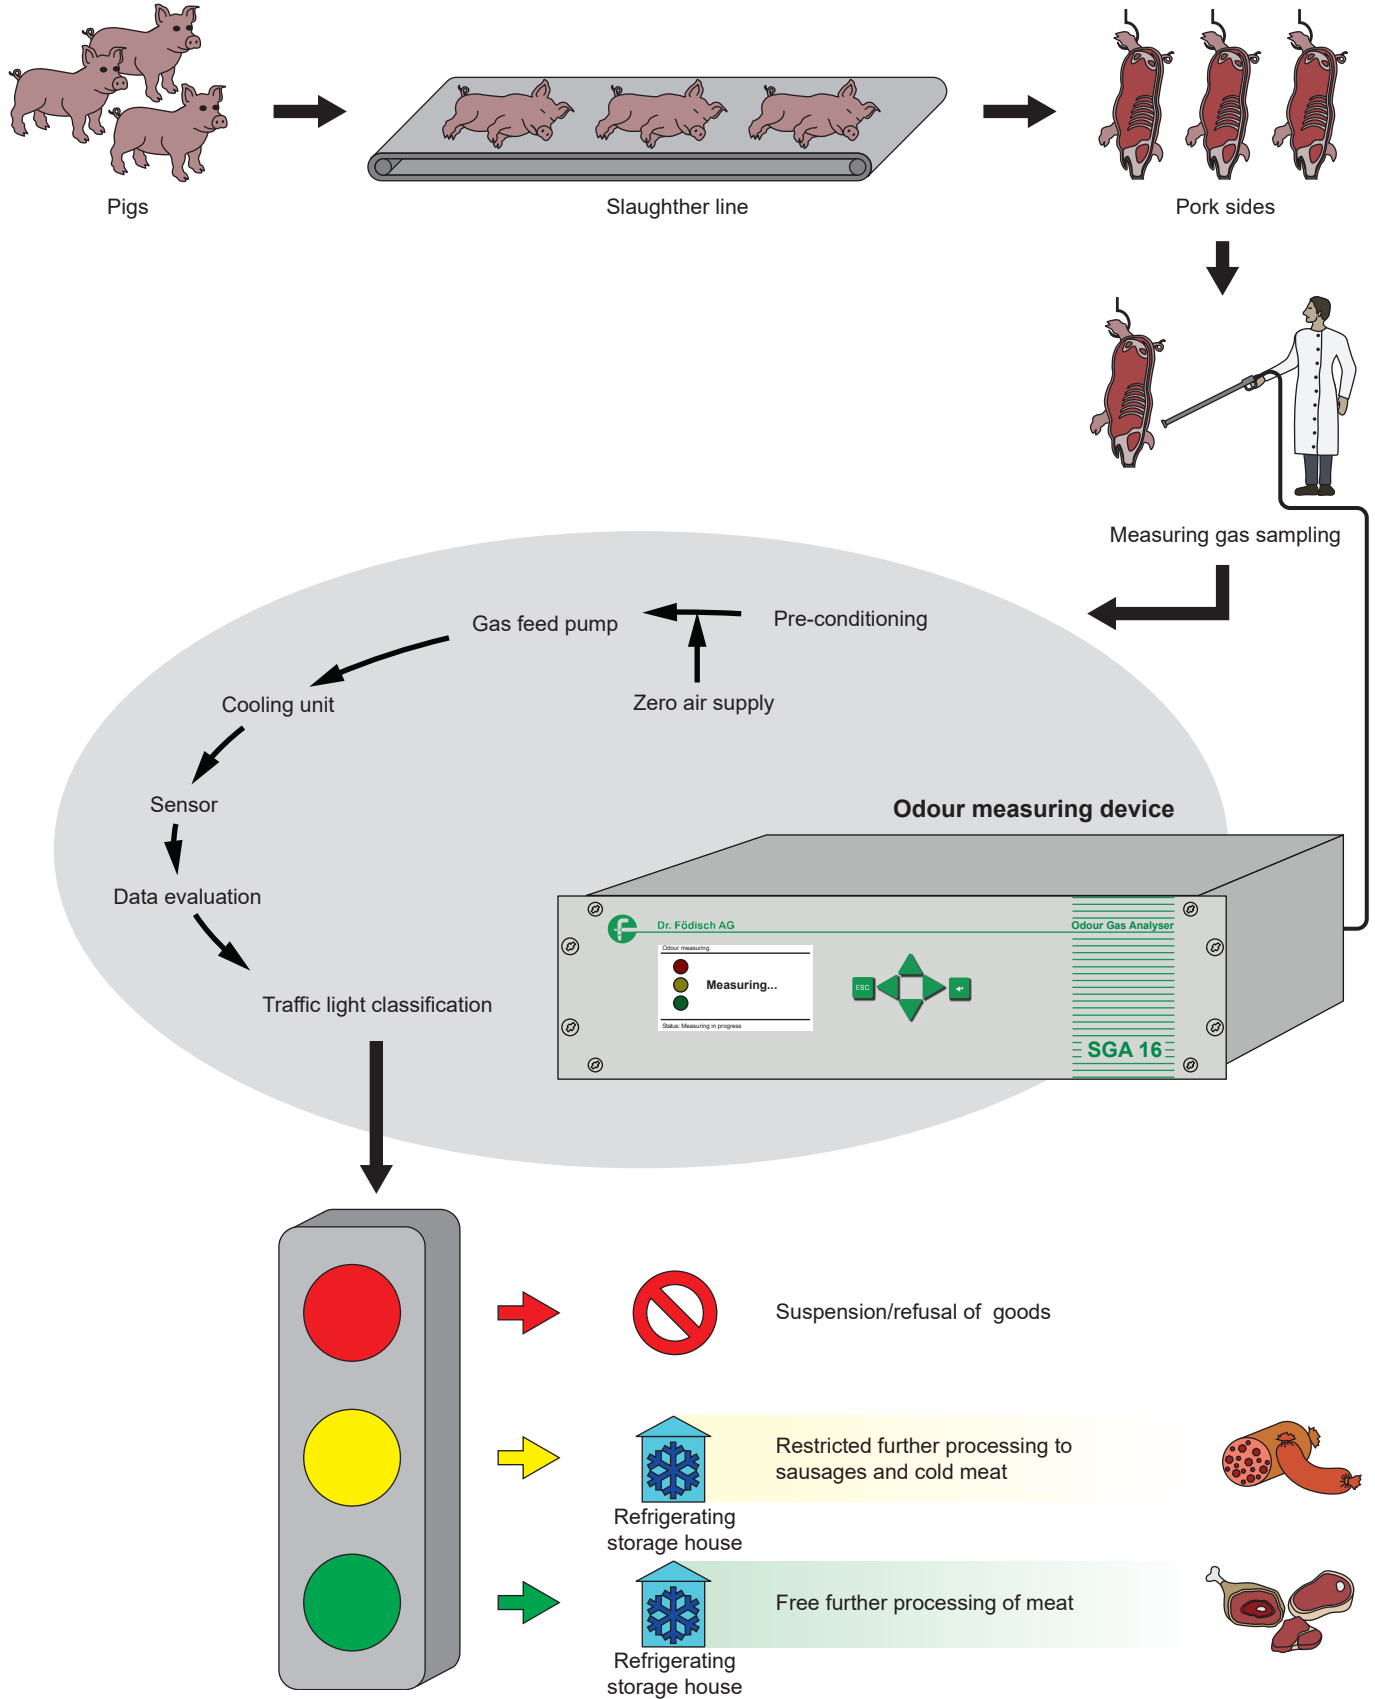 Pigs
Slaughther line
Pork sides
Measuring gas sampling
Pre-conditioning
Gas feed pump
Zero air supply
Cooling unit
Sensor
Data evaluation
Traffic light classification
Odour measuring device
Dr. Födisch AG
Odour Gas Analyser
Odour measuring
Measuring...
Status: Measuring in progress
ESC
SGA 16
Suspension/refusal of goods
Restricted further processing to
sausages and cold meat
Refrigerating
storage house
Free further processing of meat
Refrigerating
storage house